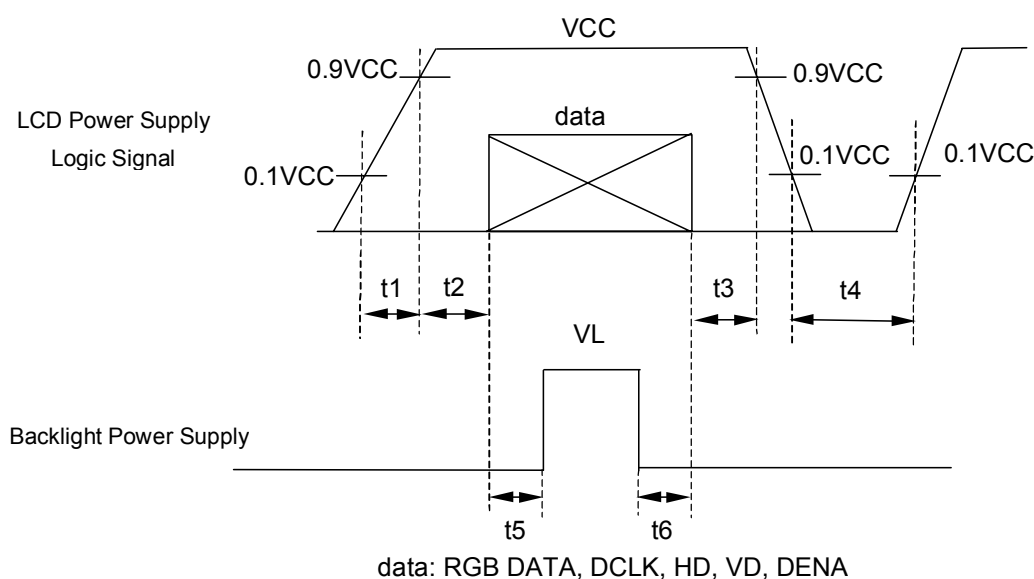 VCC
0.9VCC
0.9VCC
LCD Power Supply
Logic Signal
data
0.1VCC
0.1VCC
0.1VCC
t1
t2
t3
t4
VL
Backlight Power Supply
t5
t6
data: RGB DATA, DCLK, HD, VD, DENA